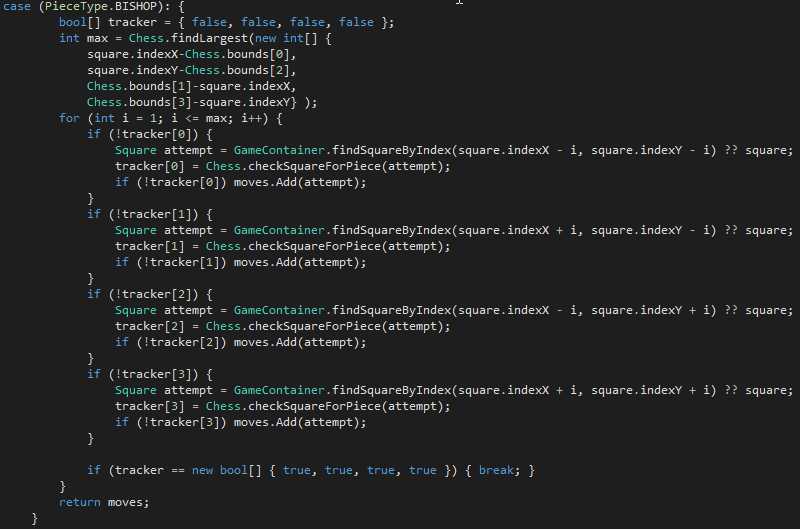 case (PieceType.BISHOP): {
bool[] tracker = { false, false, false, false };
int max = Chess.findLargest(new int[] {
square.indexX-Chess.bounds[0],
square.indexY-Chess.bounds[2],
Chess.bounds[1]-square.indexX,
Chess.bounds[3]-square.indexY} );
for (int i = 1; i <= max; i++) {
if (!tracker[0]) {
Square attempt = GameContainer.findSquareByIndex(square.indexX - i, square.indexY - i) ?? square;
tracker[0] = Chess.checkSquareForPiece(attempt);
if (!tracker[0]) moves.Add(attempt);
}
if (!tracker[1]) {
Square attempt = GameContainer.findSquareByIndex(square.indexX + i, square.indexY - i) ?? square;
tracker[1] = Chess.checkSquareForPiece(attempt);
if (!tracker[1]) moves.Add(attempt);
}
if (!tracker[2]) {
Square attempt = GameContainer.findSquareByIndex(square.indexX - i, square.indexY + i) ?? square;
tracker[2] = Chess.checkSquareForPiece(attempt);
if (!tracker[2]) moves.Add(attempt);
}
if (!tracker[3]) {
Square attempt = GameContainer.findSquareByIndex(square.indexX + i, square.indexY + i) ?? square;
tracker[3] = Chess.checkSquareForPiece(attempt);
if (!tracker[3]) moves.Add(attempt);
}
if (tracker == new bool[] { true, true, true, true }) { break; }
}
return moves;
}